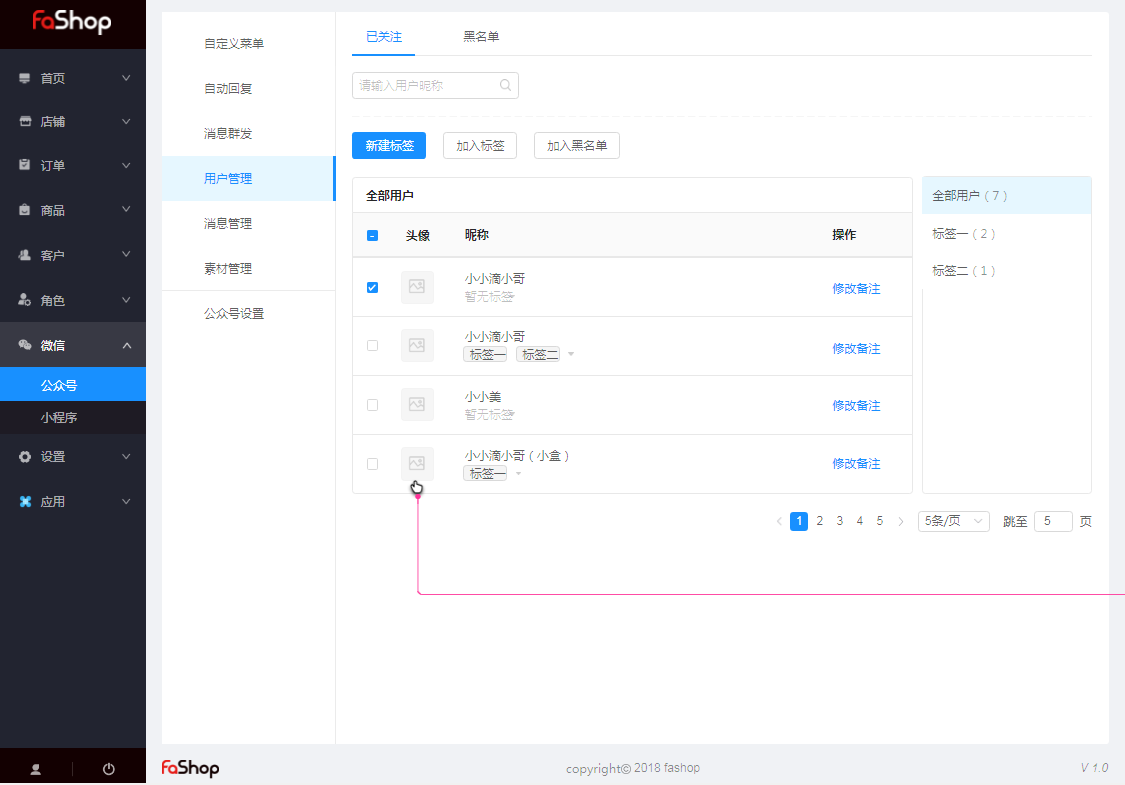 FaShop
首页
店铺
订单
商品
客户
角色
微信
公众号
小程序
设置
应用
自定义菜单
自动回复
消息群发
用户管理
消息管理
素材管理
公众号设置
已关注 黑名单
请输入用户昵称
新建标签 加入标签 加入黑名单
全部用户
头像 昵称 操作
小小滴小哥
暂无标签
修改备注
小小滴小哥
标签一 标签二
修改备注
小小美
暂无标签
修改备注
小小滴小哥（小盒）
标签一
修改备注
全部用户（7）
标签一（2）
标签二（1）
1 2 3 4 5 5条/页 跳至 5 页
FaShop
copyright© 2018 fashop
V 1.0